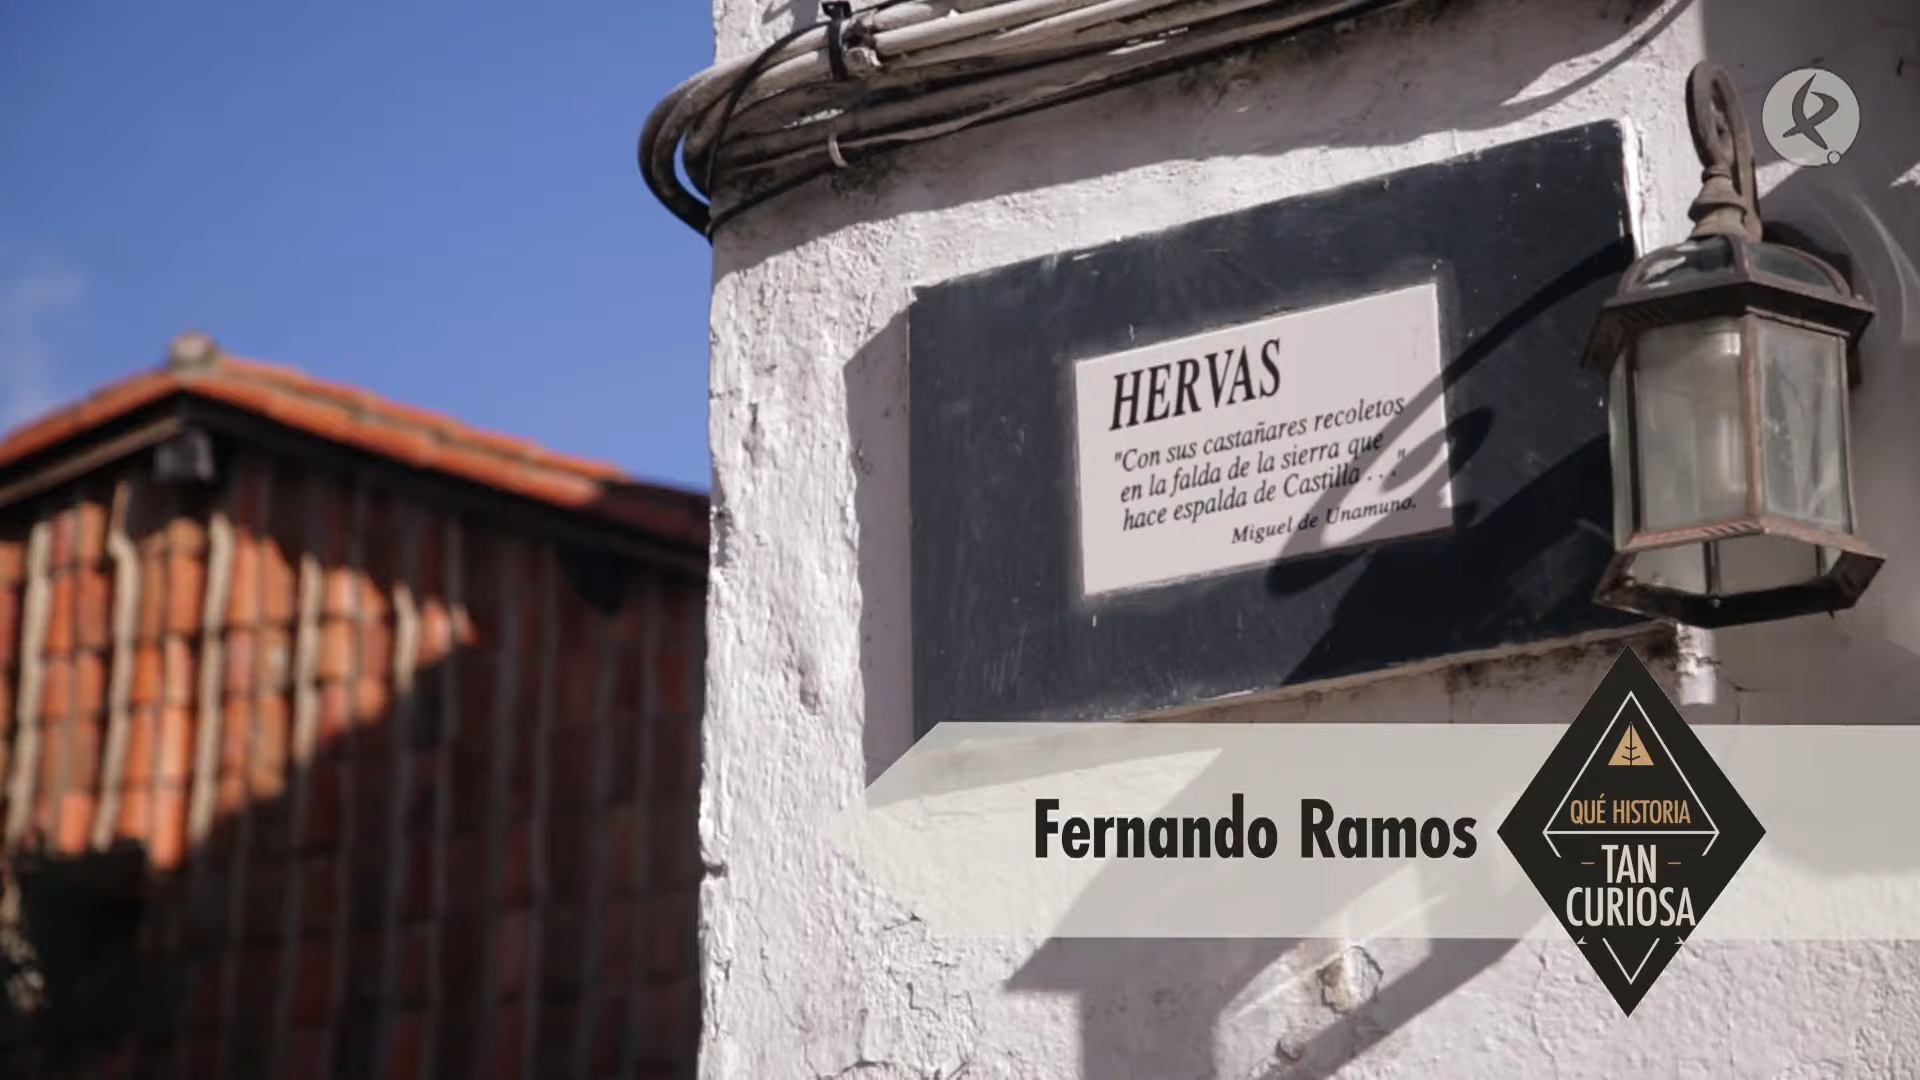 HERVAS
"Con sus castañares recoletos
en la falda de la sierra que
hace espalda de Castilla . . ."
Miguel de Unamuno.
Fernando Ramos
QUÉ HISTORIA
TAN
CURIOSA